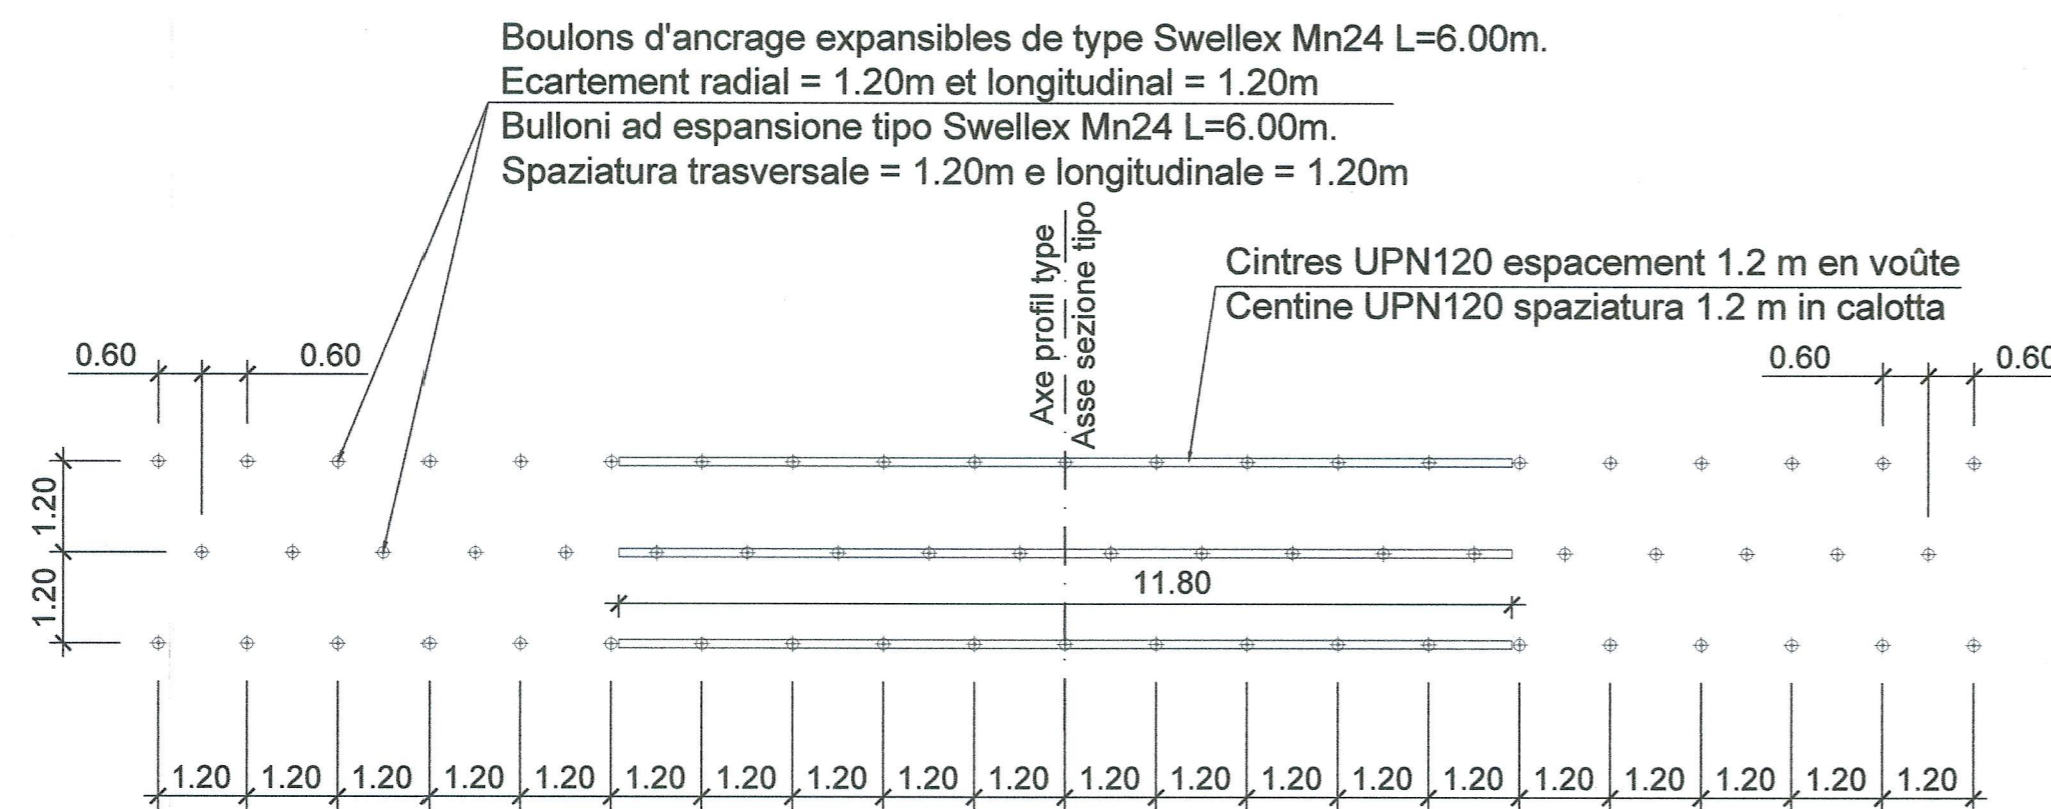 Boulons d'ancrage expansibles de type Swellex Mn24 L=6.00m.
Ecartement radial = 1.20m et longitudinal = 1.20m
Bulloni ad espansione tipo Swellex Mn24 L=6.00m.
Spaziatura trasversale = 1.20m e longitudinale = 1.20m
Axe profil type
Asse sezione tipo
Cintres UPN120 espacement 1.2 m en voûte
Centine UPN120 spaziatura 1.2 m in calotta
0.60 0.60 0.60 0.60
1.20
1.20
11.80
1.20 1.20 1.20 1.20 1.20 1.20 1.20 1.20 1.20 1.20 1.20 1.20 1.20 1.20 1.20 1.20 1.20 1.20 1.20 1.20